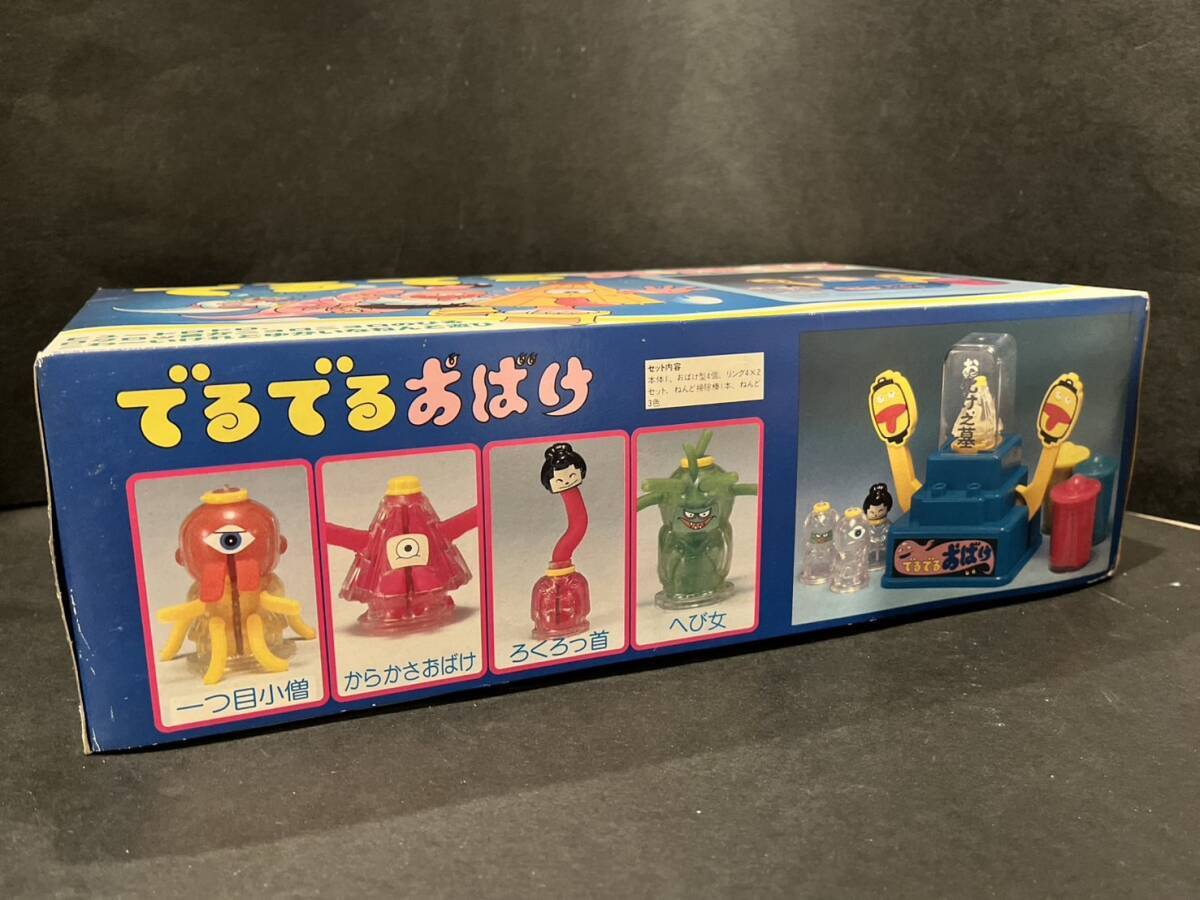 でるでるおばけ
セット内容
本体1、おばけ型4個、リング4×2
セット、ねんど掃除棒1本、ねんど
3色
一つ目小僧
からかさおばけ
ろくろっ首
へび女
おばけ之墓
でるでるおばけ